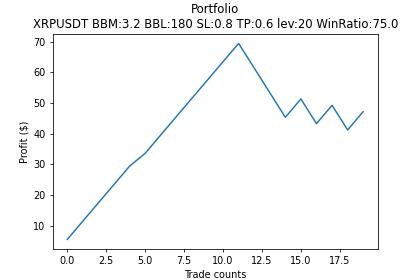 Portfolio
XRPUSDT BBM:3.2 BBL:180 SL:0.8 TP:0.6 lev:20 WinRatio:75.0
70
60
50
40
30
20
10
Profit ($)
0.0 2.5 5.0 7.5 10.0 12.5 15.0 17.5
Trade counts